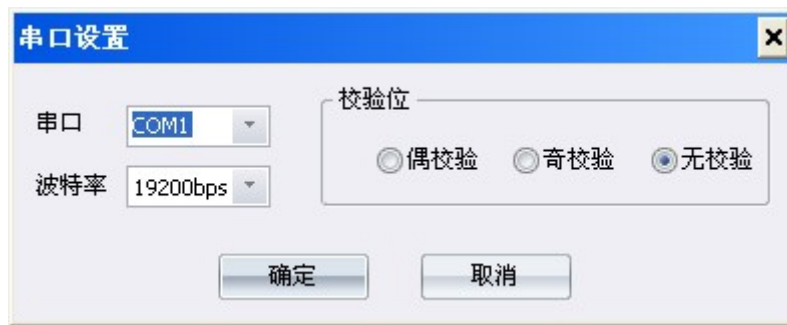 串口设置
串口 COM1
波特率 19200bps
校验位
偶校验 奇校验 无校验
确定 取消